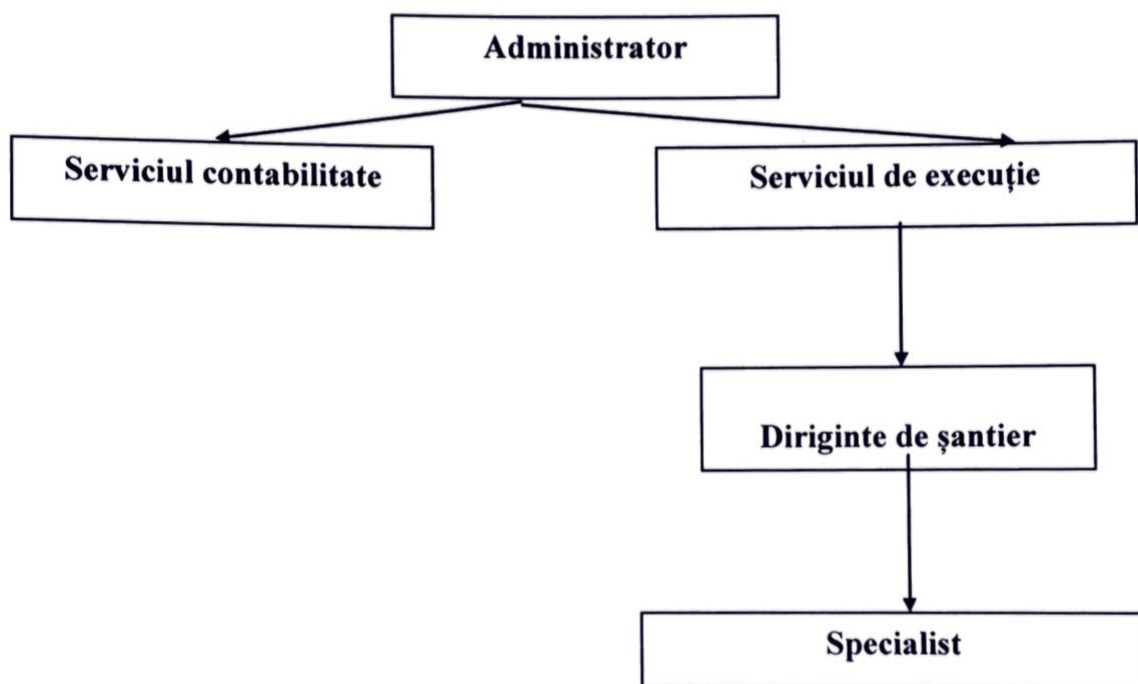 Administrator
Serviciul contabilitate
Serviciul de execuție
Diriginte de șantier
Specialist